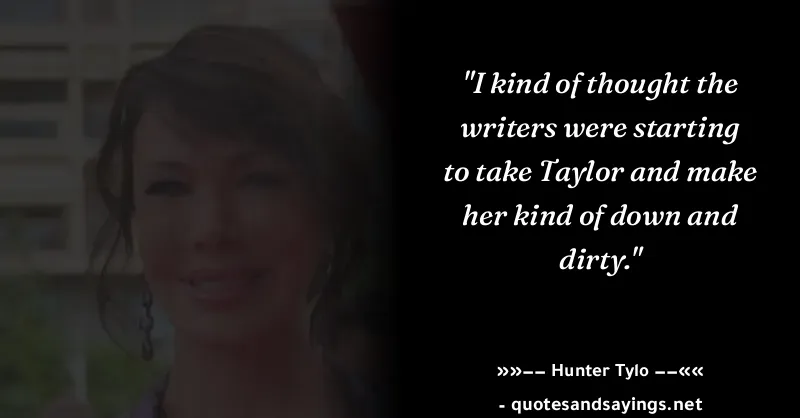 "I kind of thought the
writers were starting
to take Taylor and make
her kind of down and
dirty."
»»−− Hunter Tylo −−««
- quotesandsayings.net